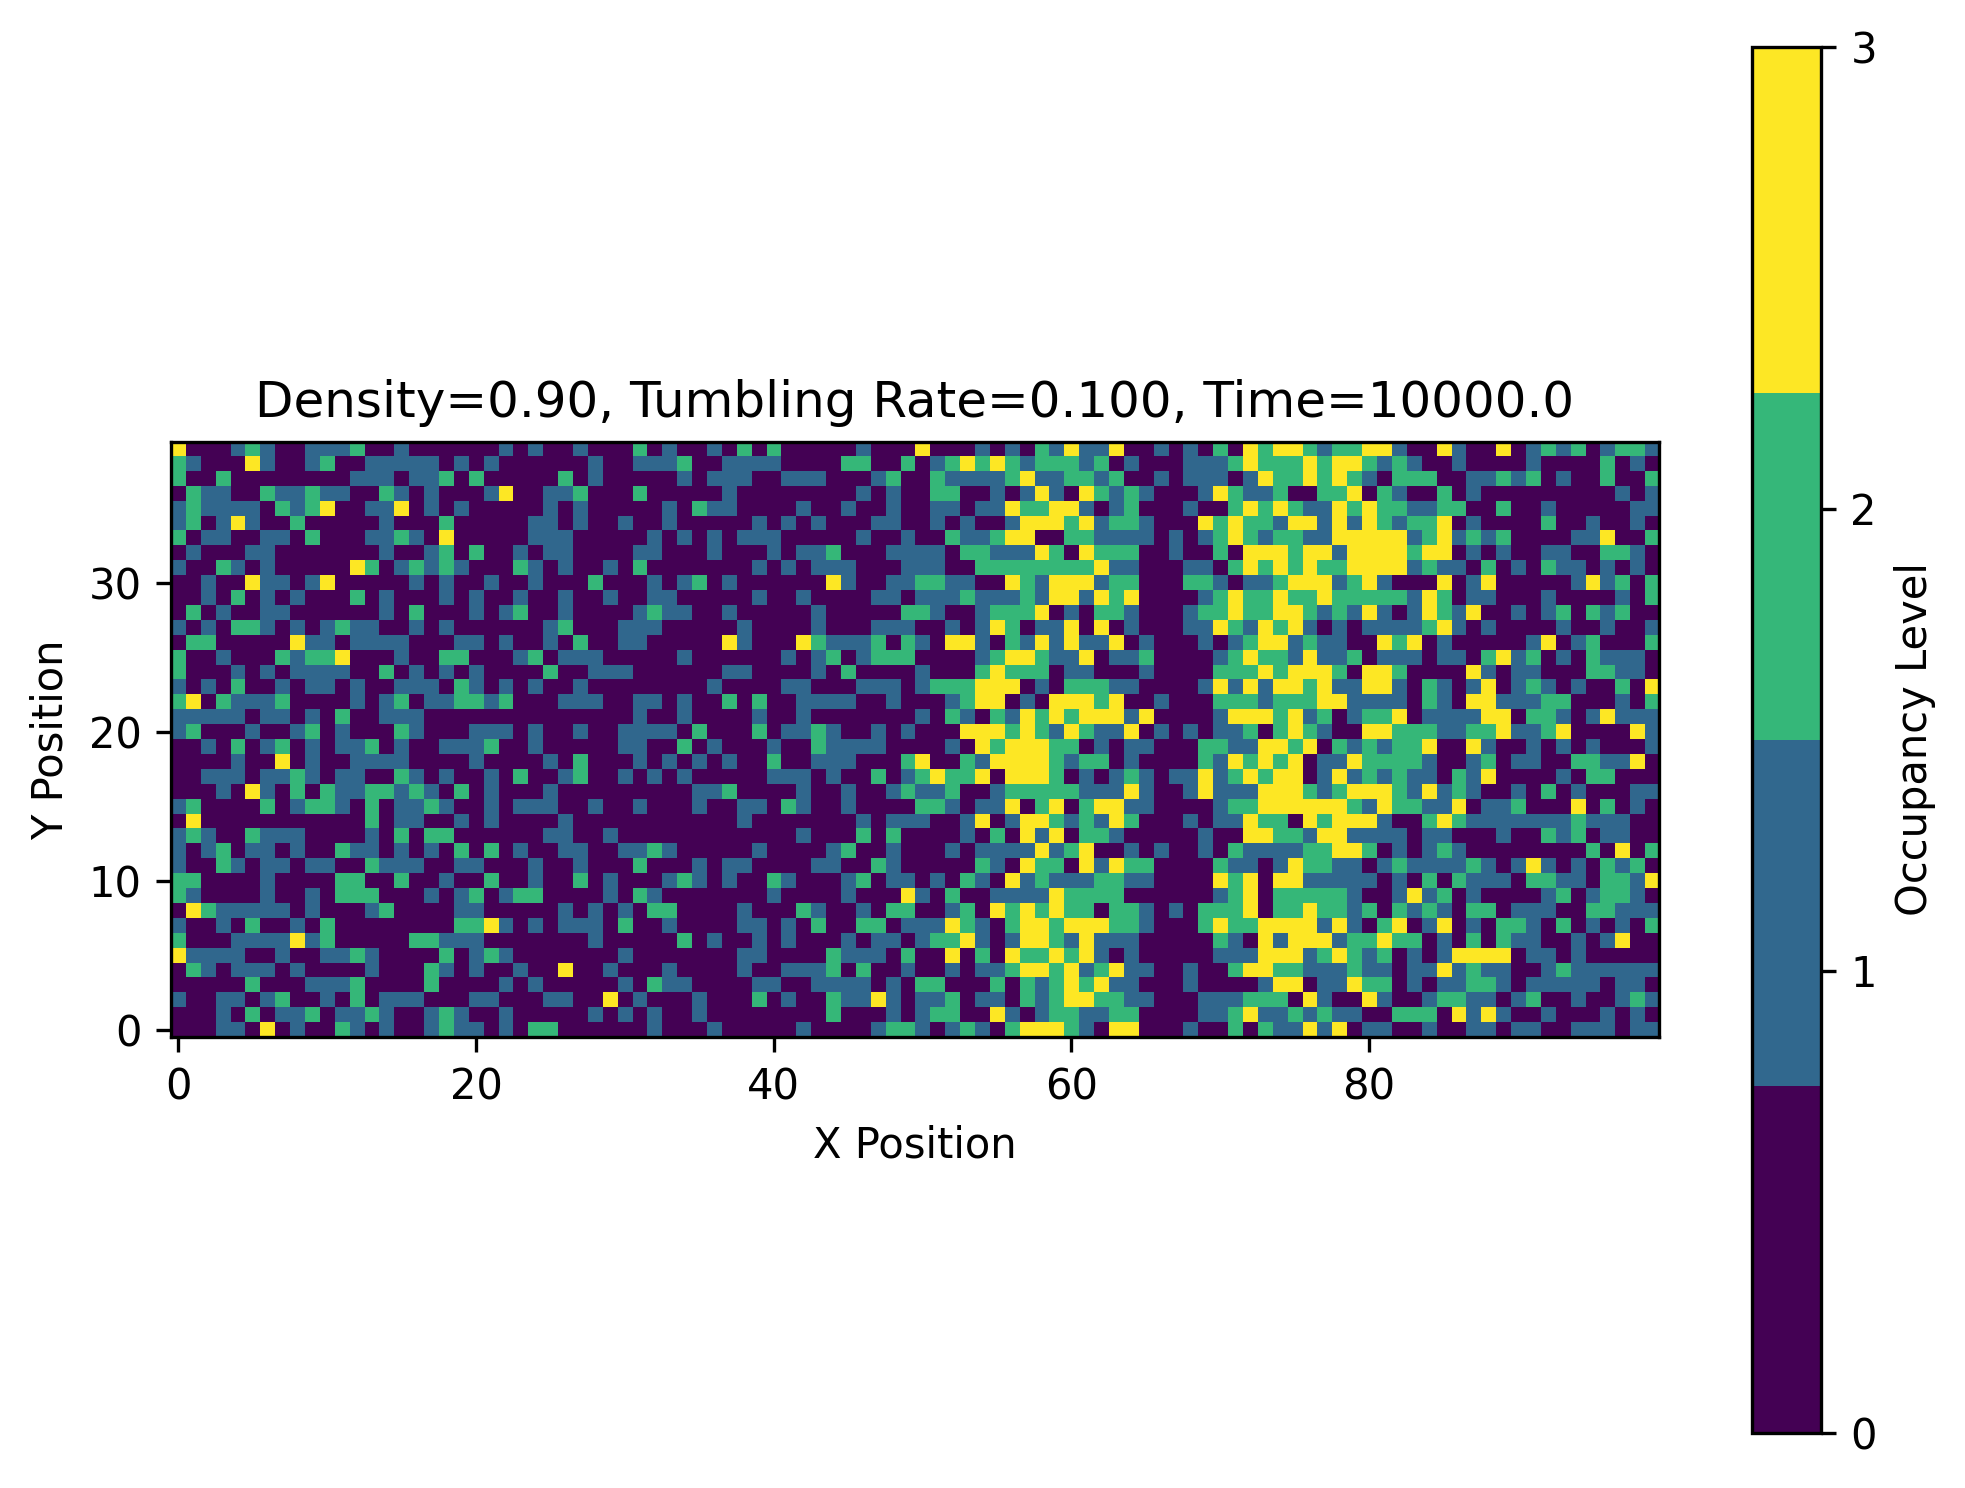 Density=0.90, Tumbling Rate=0.100, Time=10000.0
Y Position
30
20
10
0
0 20 40 60 80
X Position
3
2
1
0
Occupancy Level